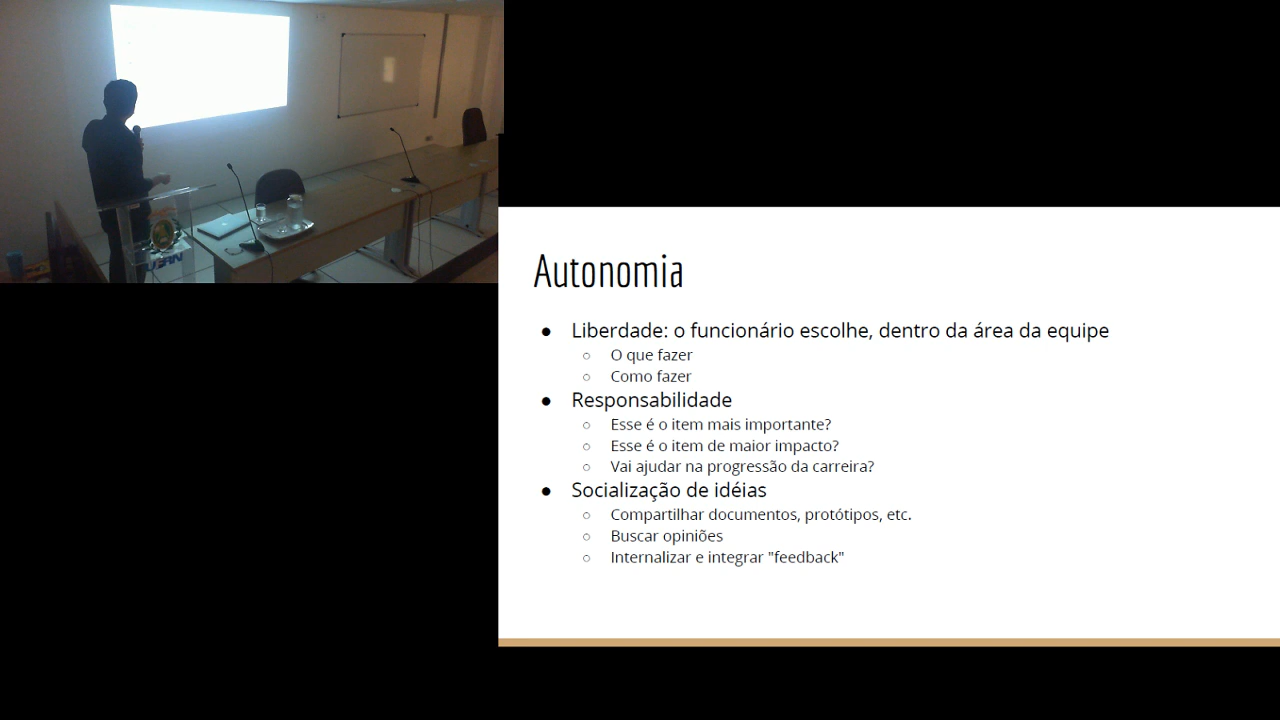 Autonomia
● Liberdade: o funcionário escolhe, dentro da área da equipe
○ O que fazer
○ Como fazer
● Responsabilidade
○ Esse é o item mais importante?
○ Esse é o item de maior impacto?
○ Vai ajudar na progressão da carreira?
● Socialização de idéias
○ Compartilhar documentos, protótipos, etc.
○ Buscar opiniões
○ Internalizar e integrar "feedback"